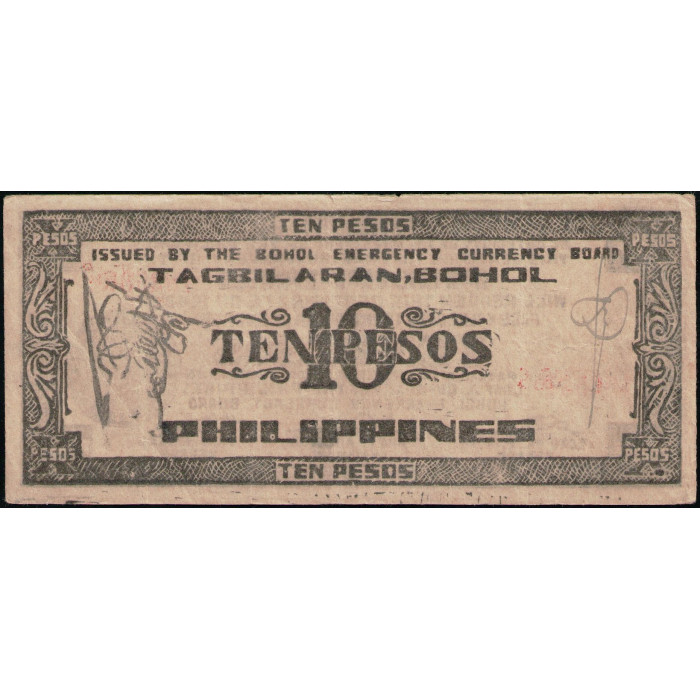 TEN PESOS
PESOS PESOS
ISSUED BY THE BOHOL EMERGENCY CURRENCY BOARD
TAGBILARAN, BOHOL
TEN 10 PESOS
PHILIPPINES
PESOS PESOS
TEN PESOS